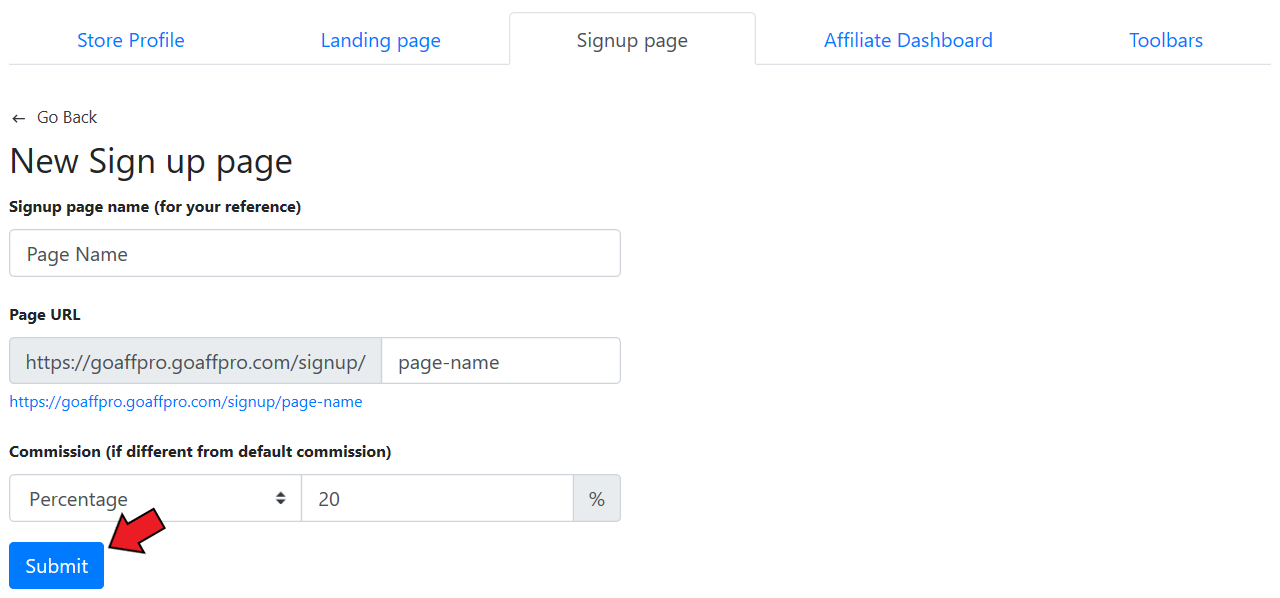 Store Profile Landing page Signup page Affiliate Dashboard Toolbars
← Go Back
New Sign up page
Signup page name (for your reference)
Page Name
Page URL
https://goaffpro.goaffpro.com/signup/ page-name
https://goaffpro.goaffpro.com/signup/page-name
Commission (if different from default commission)
Percentage 20 %
Submit